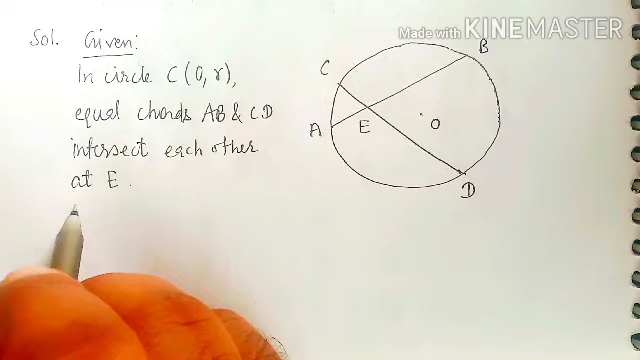 Made with KINEMASTER
Sol. Given:
In circle C (O, r),
equal chords AB & CD
intersect each other
at E.
B
C
A
E
O
D